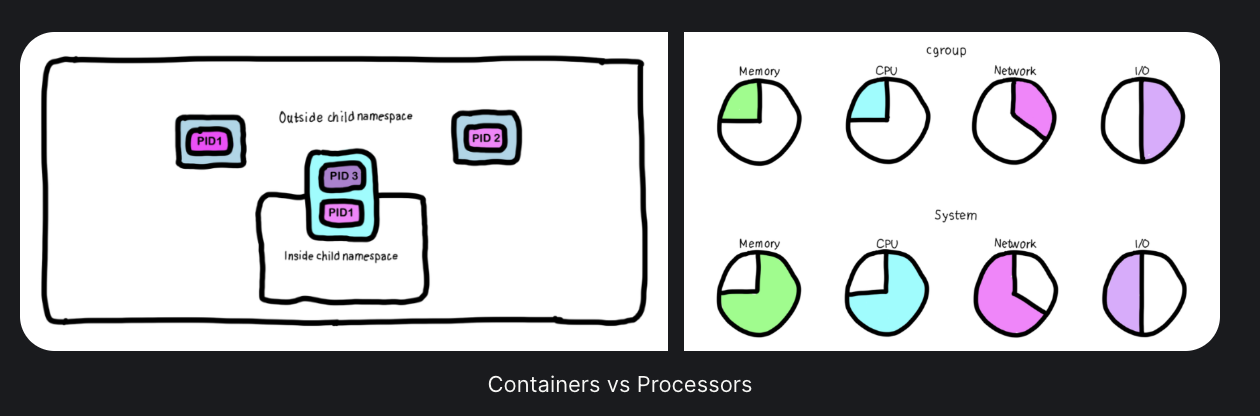 Outside child namespace
PID1
PID 2
PID 3
PID1
Inside child namespace
cgroup
Memory
CPU
Network
I/O
System
Memory
CPU
Network
I/O
Containers vs Processors